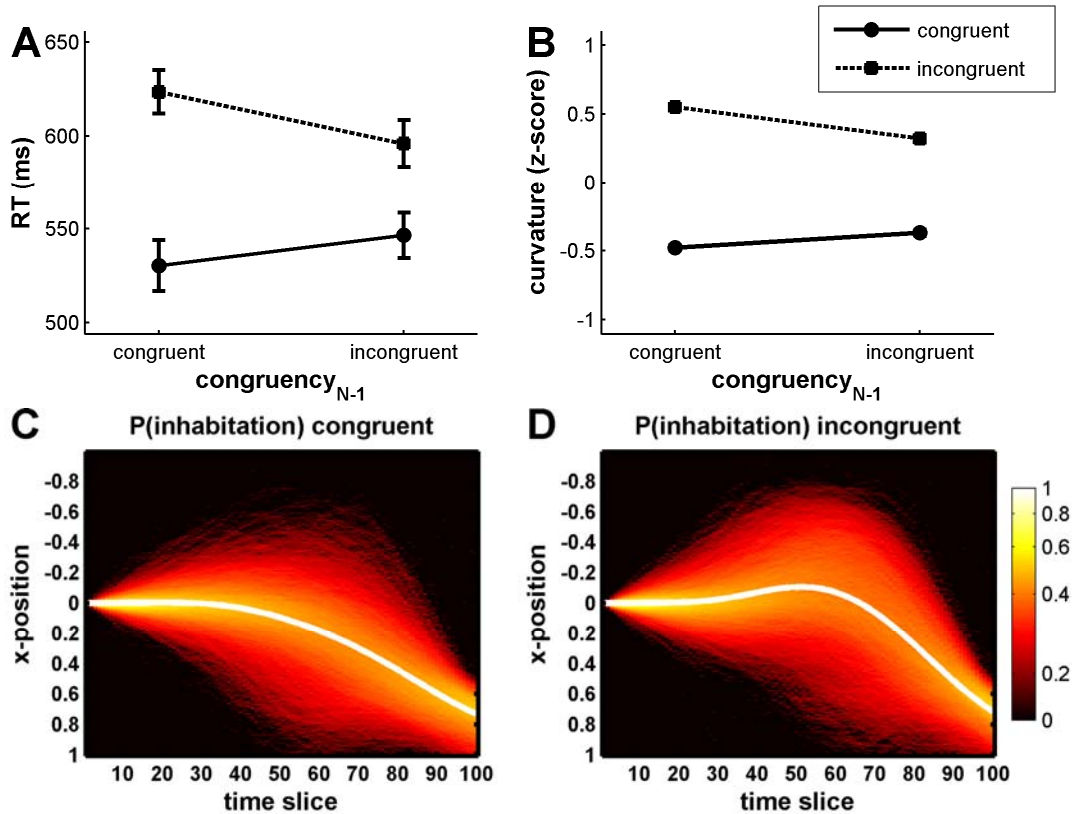 A
650
600
550
500
RT (ms)
congruent
incongruent
congruency N-1
B
1
0.5
0
-0.5
-1
curvature (z-score)
congruent
incongruent
congruency N-1
congruent
incongruent
C
P(inhabitation) congruent
-0.8
-0.6
-0.4
-0.2
0
0.2
0.4
0.6
0.8
1
x-position
10 20 30 40 50 60 70 80 90 100
time slice
D
P(inhabitation) incongruent
-0.8
-0.6
-0.4
-0.2
0
0.2
0.4
0.6
0.8
1
x-position
10 20 30 40 50 60 70 80 90 100
time slice
1
0.8
0.6
0.4
0.2
0